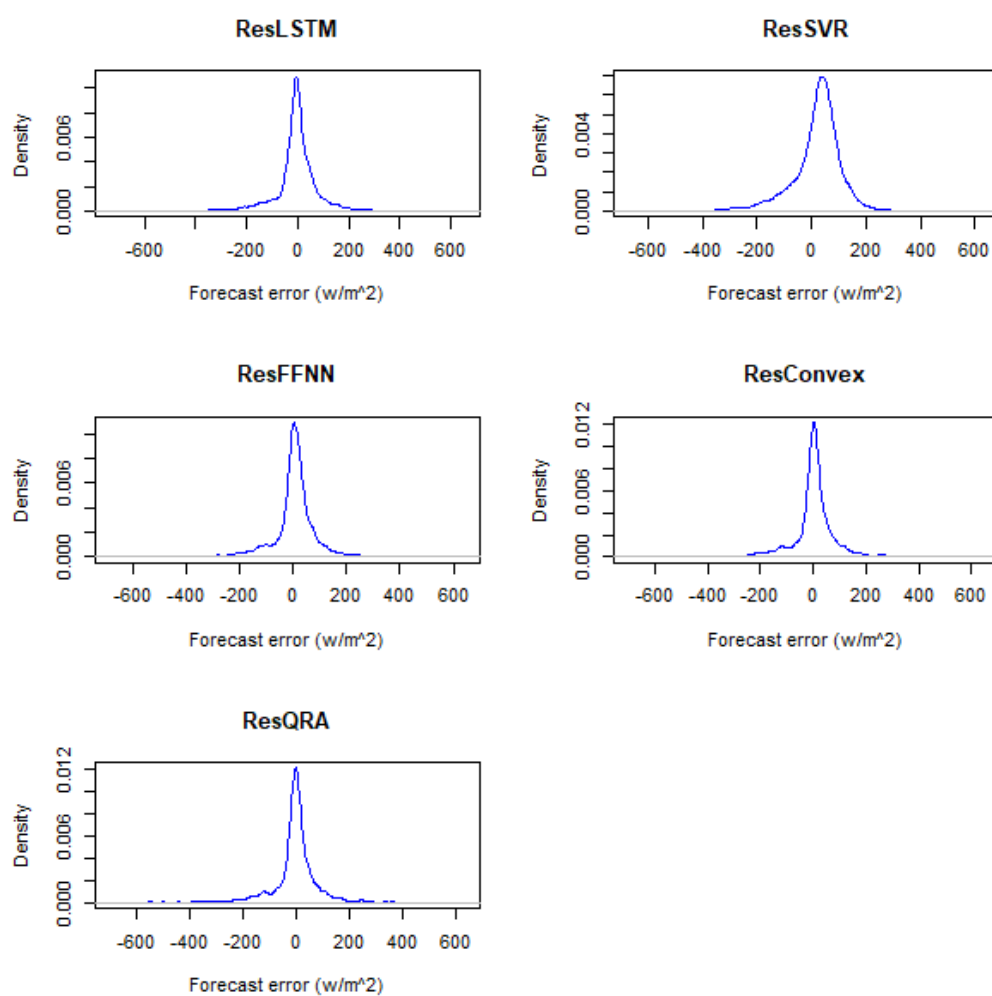 ResLSTM
Density
0.000 0.006
-600 -200 0 200 400 600
Forecast error (w/m^2)
ResSVR
Density
0.000 0.004
-600 -400 -200 0 200 400 600
Forecast error (w/m^2)
ResFFNN
Density
0.000 0.006
-600 -400 -200 0 200 400 600
Forecast error (w/m^2)
ResConvex
Density
0.000 0.006 0.012
-600 -400 -200 0 200 400 600
Forecast error (w/m^2)
ResQRA
Density
0.000 0.006 0.012
-600 -400 -200 0 200 400 600
Forecast error (w/m^2)